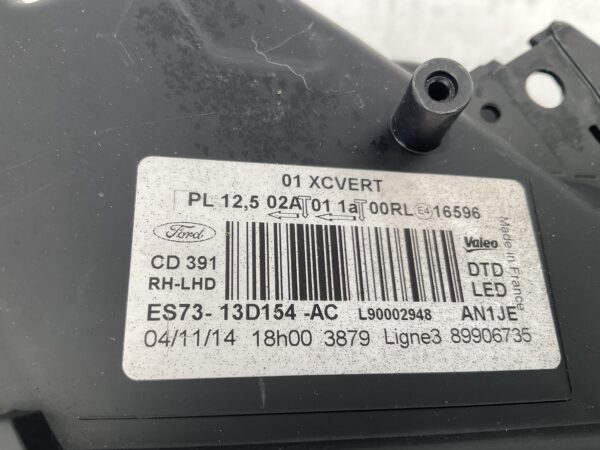 01 XCVERT
PL 12,5 02A 01 1a 00RL E4 16596
Ford
Valeo
CD 391
DTD
RH-LHD
LED
ES73- 13D154 -AC L90002948 AN1JE
04/11/14 18h00 3879 Ligne3 89906735
Made in France